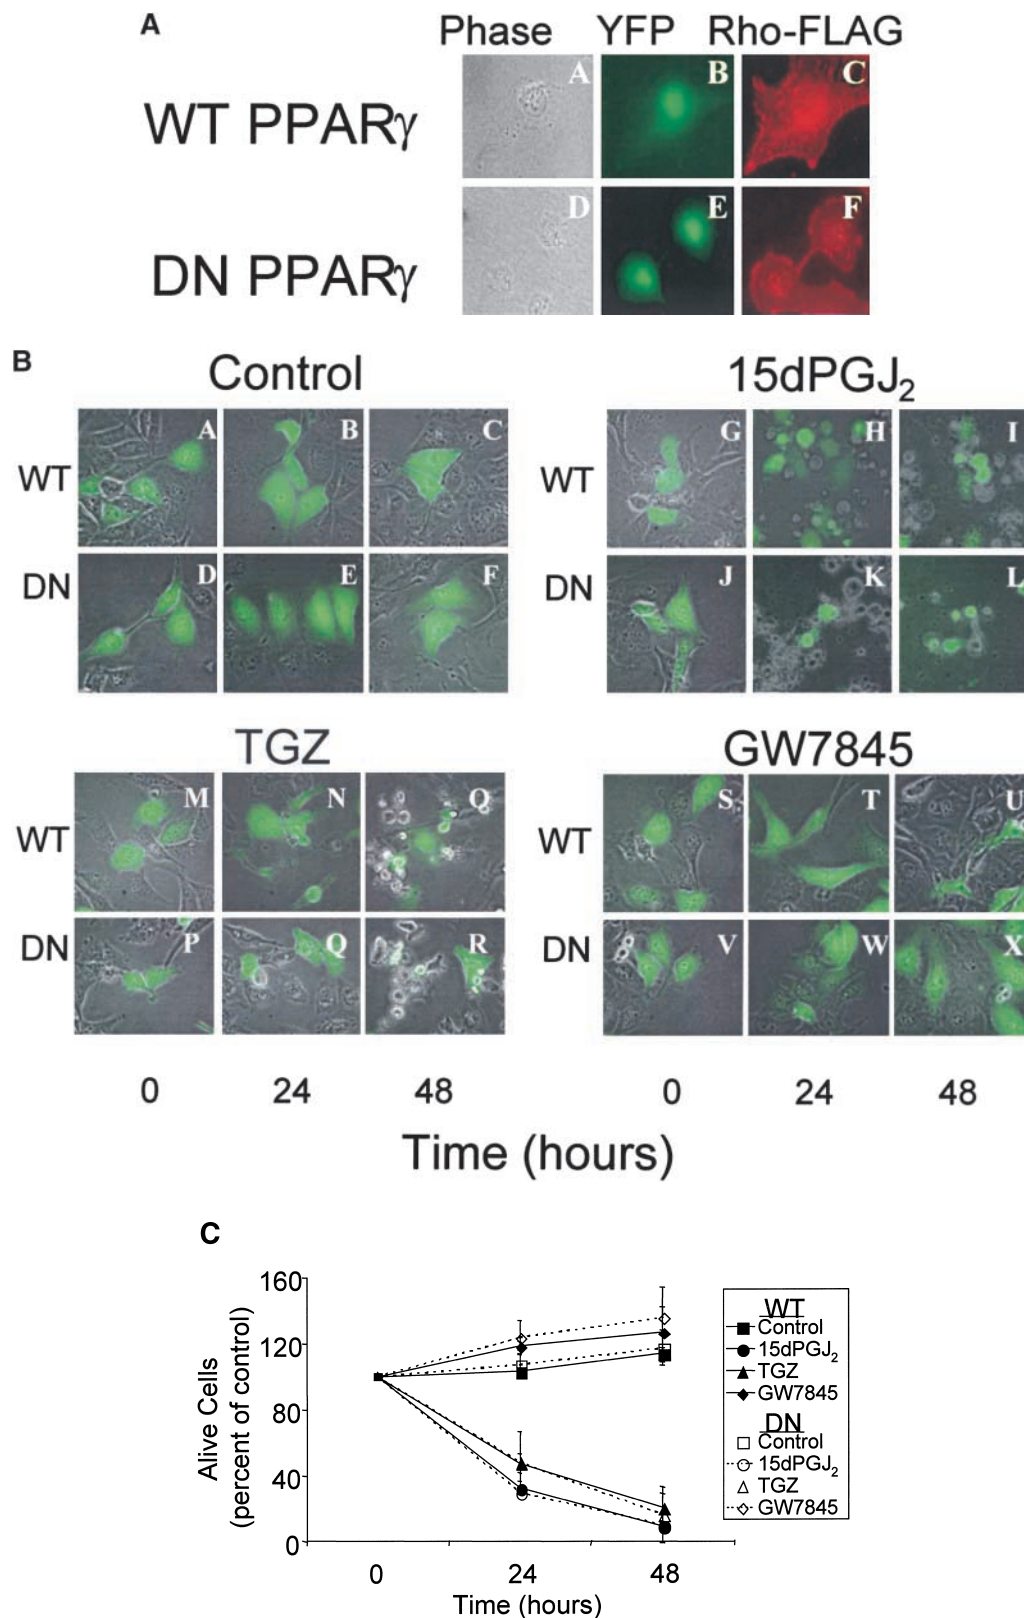 A
Phase YFP Rho-FLAG
WT PPARγ
A B C
DN PPARγ
D E F
B
Control
WT
A B C
DN
D E F
15dPGJ2
WT
G H I
DN
J K L
TGZ
WT
M N O
DN
P Q R
GW7845
WT
S T U
DN
V W X
0 24 48
0 24 48
Time (hours)
C
Alive Cells
(percent of control)
160
120
80
40
0
0 24 48
Time (hours)
WT
Control
15dPGJ2
TGZ
GW7845
DN
Control
15dPGJ2
TGZ
GW7845